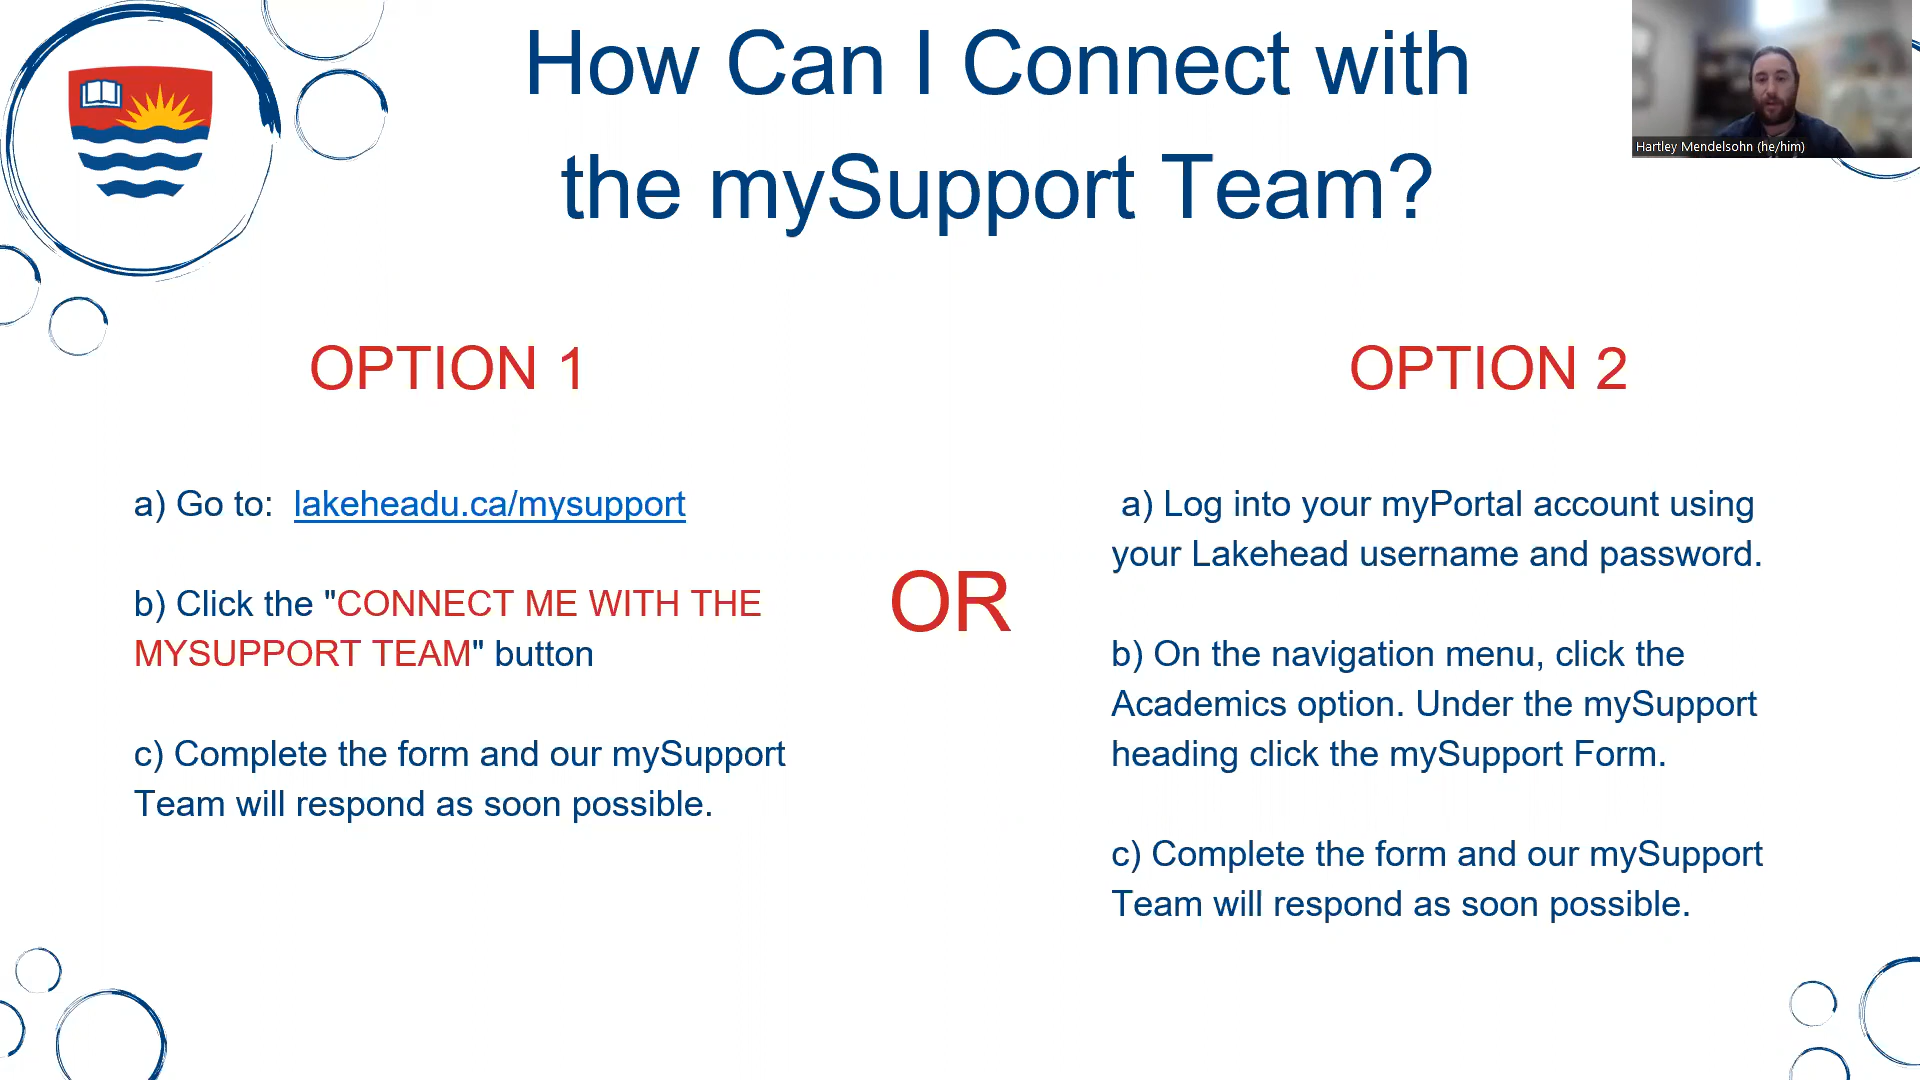 How Can I Connect with
the mySupport Team?
Hartley Mendelsohn (he/him)
OPTION 1
a) Go to:  lakeheadu.ca/mysupport
b) Click the "CONNECT ME WITH THE
MYSUPPORT TEAM" button
c) Complete the form and our mySupport
Team will respond as soon possible.
OR
OPTION 2
a) Log into your myPortal account using
your Lakehead username and password.
b) On the navigation menu, click the
Academics option. Under the mySupport
heading click the mySupport Form.
c) Complete the form and our mySupport
Team will respond as soon possible.